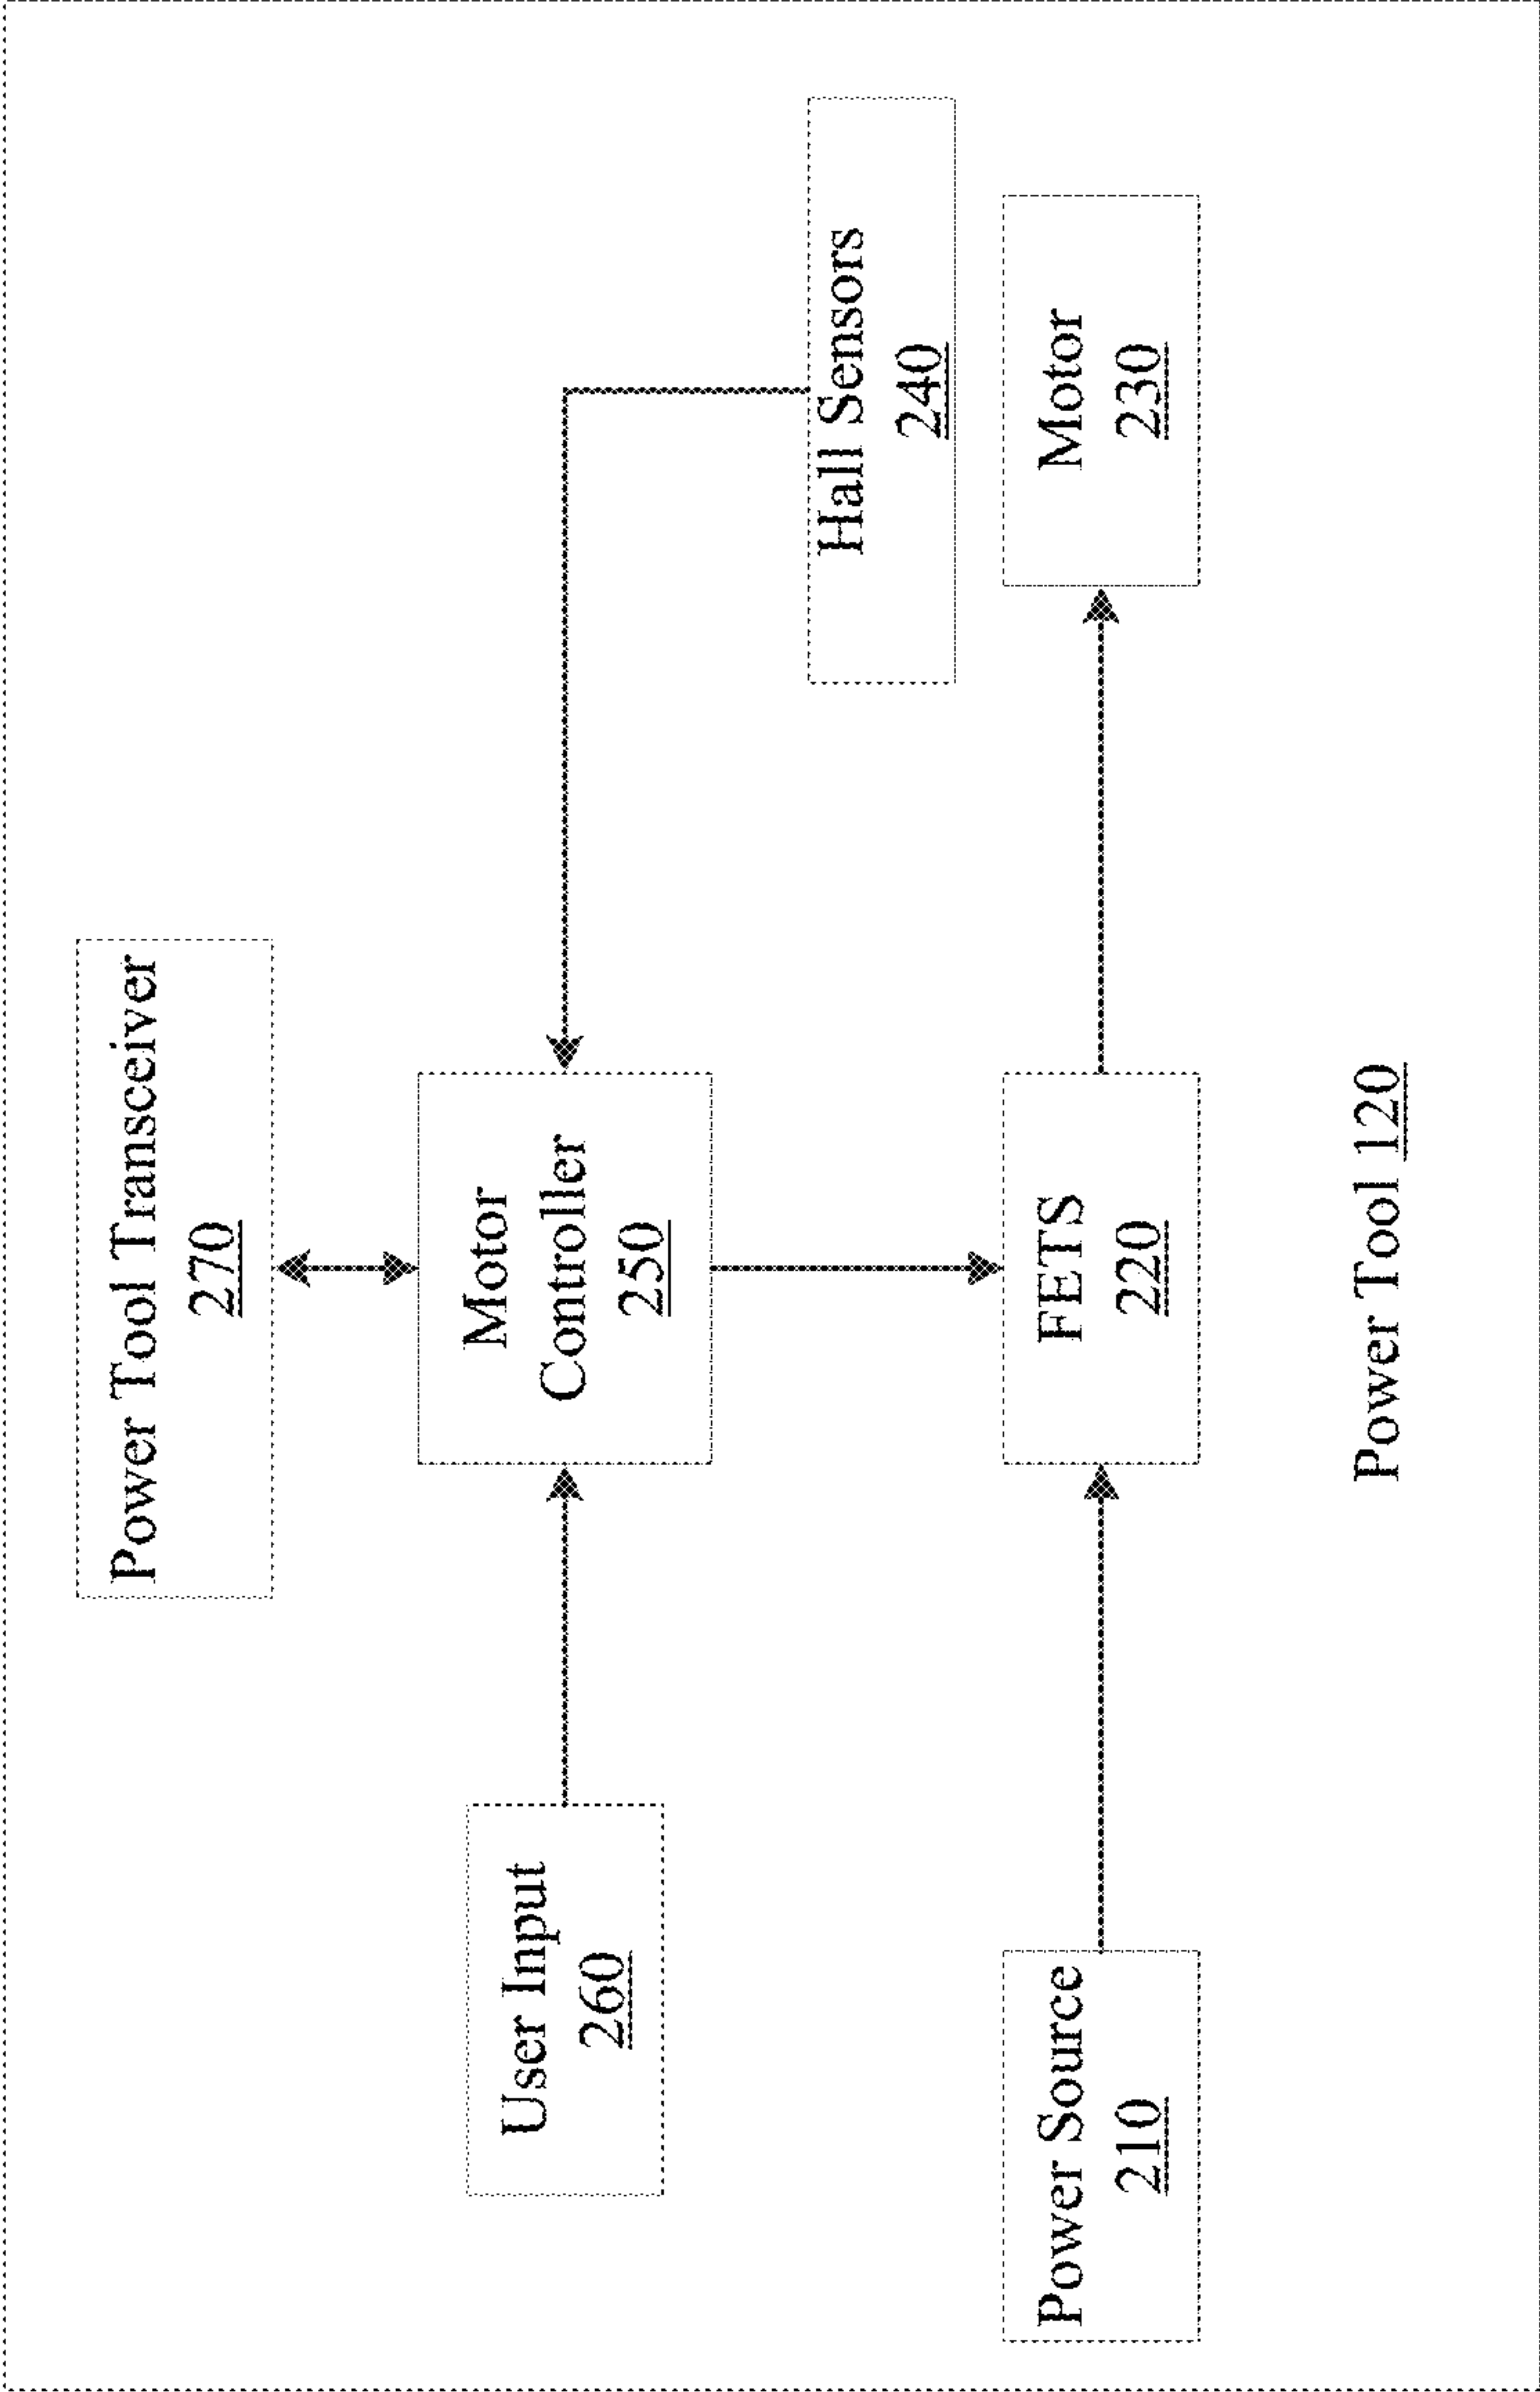 Power Tool Transceiver
270
User Input
260
Motor
Controller
250
Hall Sensors
240
Power Source
210
FETS
220
Motor
230
Power Tool 120